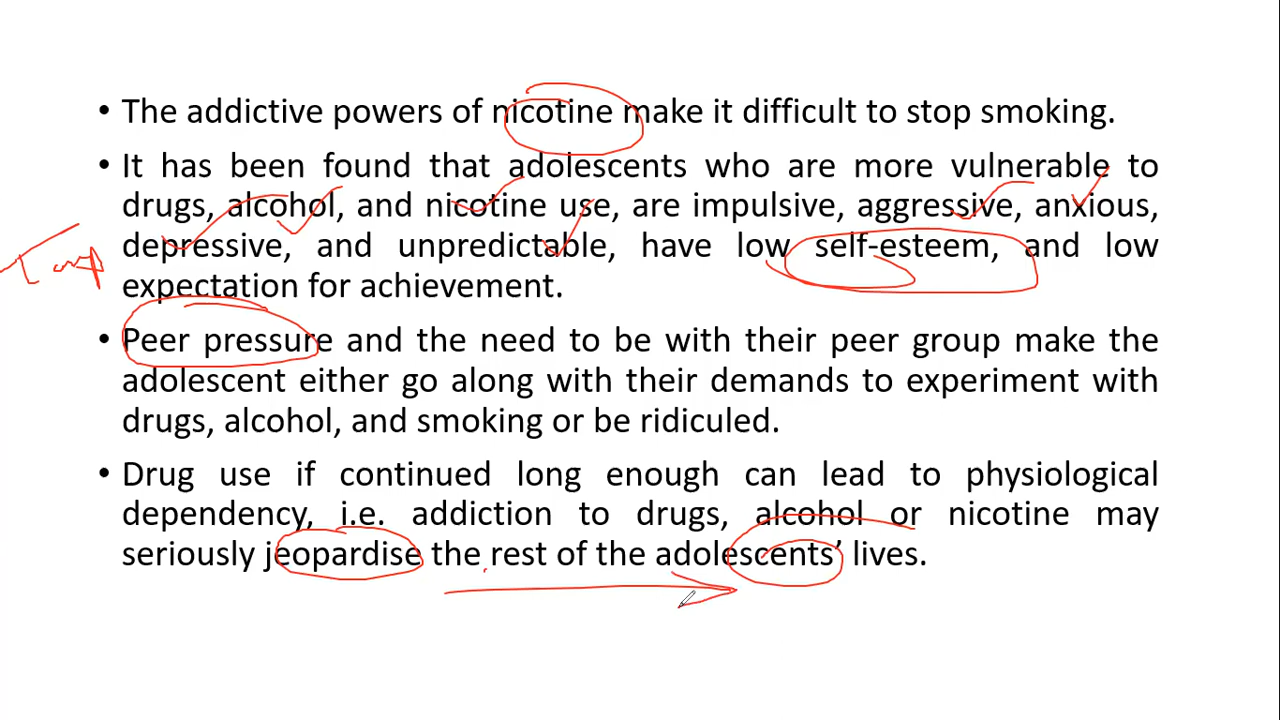 • The addictive powers of nicotine make it difficult to stop smoking.
• It has been found that adolescents who are more vulnerable to
drugs, alcohol, and nicotine use, are impulsive, aggressive, anxious,
depressive, and unpredictable, have low self-esteem, and low
expectation for achievement.
• Peer pressure and the need to be with their peer group make the
adolescent either go along with their demands to experiment with
drugs, alcohol, and smoking or be ridiculed.
• Drug use if continued long enough can lead to physiological
dependency, i.e. addiction to drugs, alcohol or nicotine may
seriously jeopardise the rest of the adolescents’ lives.